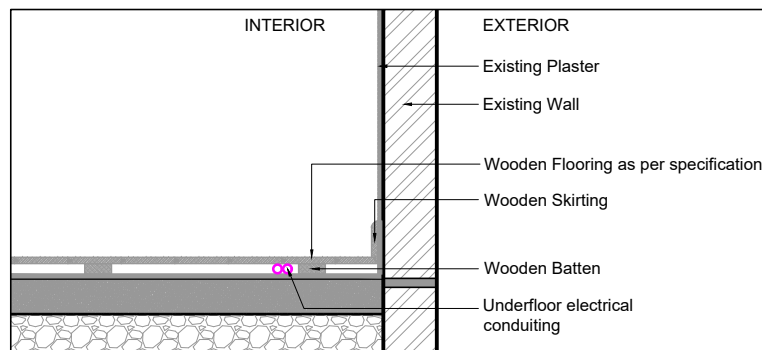 INTERIOR
EXTERIOR
Existing Plaster
Existing Wall
Wooden Flooring as per specification
Wooden Skirting
Wooden Batten
Underfloor electrical
conduiting